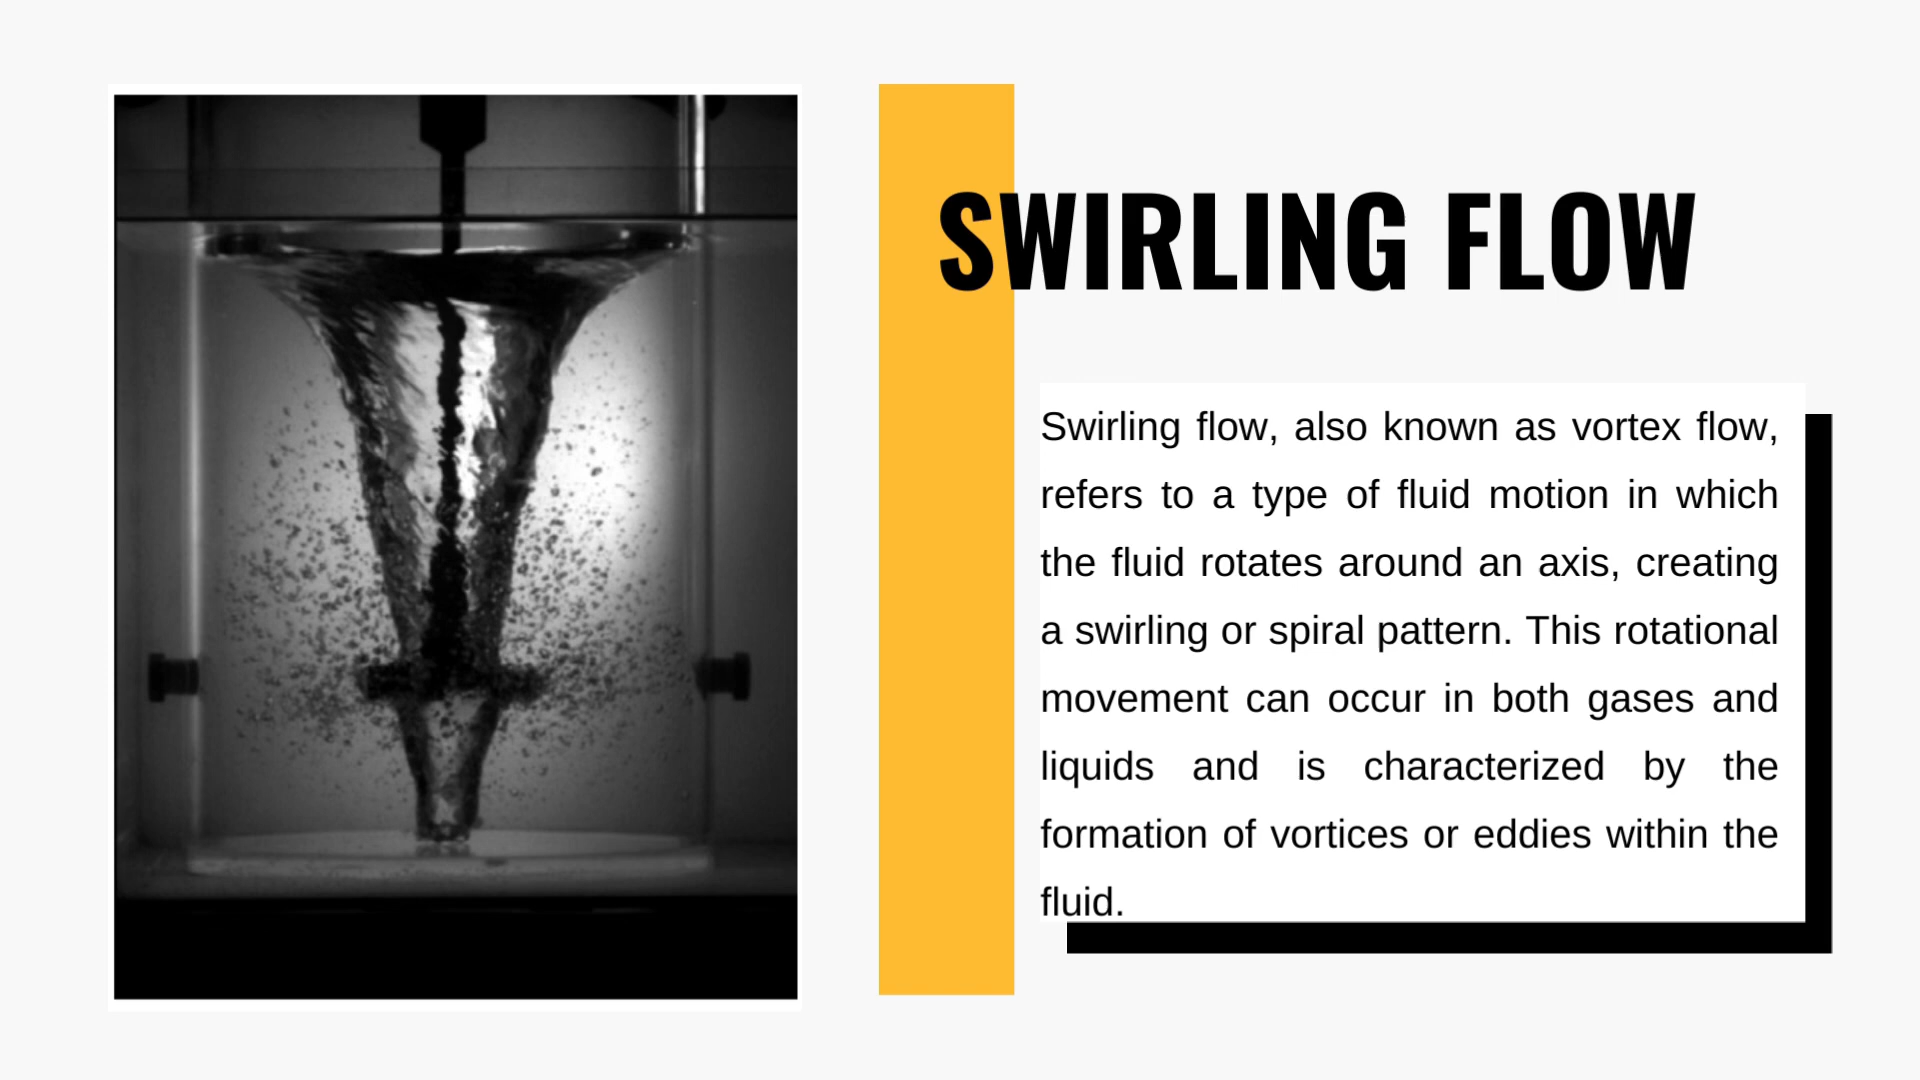 SWIRLING FLOW
Swirling flow, also known as vortex flow,
refers to a type of fluid motion in which
the fluid rotates around an axis, creating
a swirling or spiral pattern. This rotational
movement can occur in both gases and
liquids and is characterized by the
formation of vortices or eddies within the
fluid.